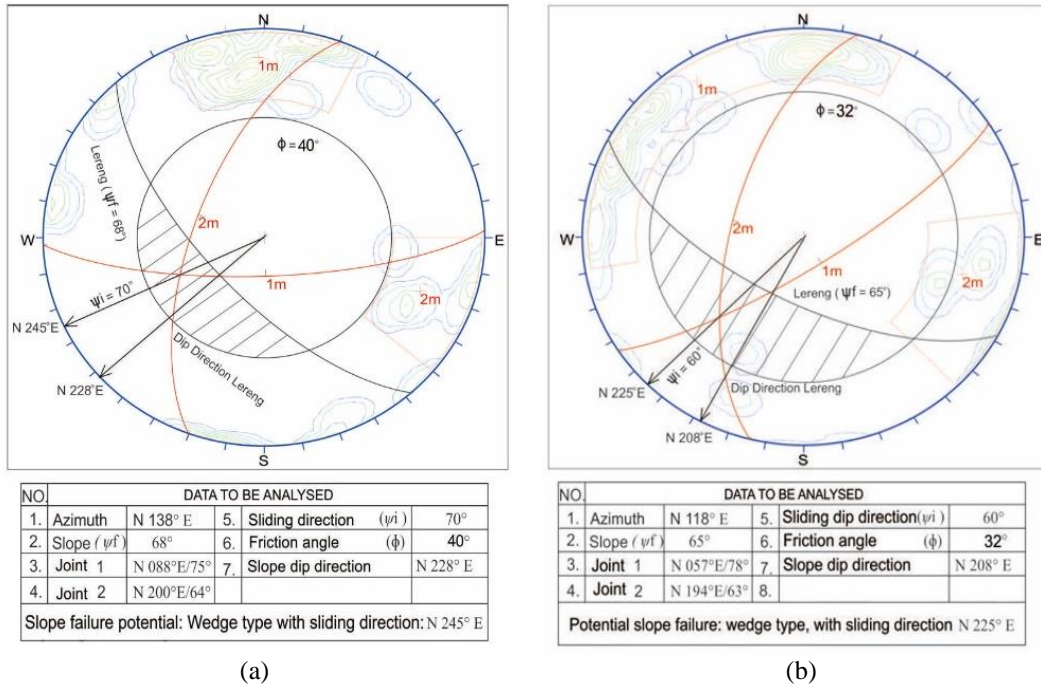 N
1m
ϕ = 40°
Lereng ( ψf = 68°)
2m
W
E
1m
2m
ψi = 70°
N 245°E
Dip Direction Lereng
N 228°E
S
NO. DATA TO BE ANALYSED
1. Azimuth N 138° E 5. Sliding direction (ψi ) 70°
2. Slope ( ψf) 68° 6. Friction angle (ϕ) 40°
3. Joint 1 N 088°E/75° 7. Slope dip direction N 228° E
4. Joint 2 N 200°E/64°
Slope failure potential: Wedge type with sliding direction: N 245° E
(a)
N
1m
ϕ = 32°
2m
W
E
1m
2m
Lereng ( ψf = 65°)
ψi = 60°
N 225°E
Dip Direction Lereng
N 208°E
S
NO. DATA TO BE ANALYSED
1. Azimuth N 118° E 5. Sliding dip direction(ψi ) 60°
2. Slope ( ψf) 65° 6. Friction angle (ϕ) 32°
3. Joint 1 N 057°E/78° 7. Slope dip direction N 208° E
4. Joint 2 N 194°E/63° 8.
Potential slope failure: wedge type, with sliding direction N 225° E
(b)